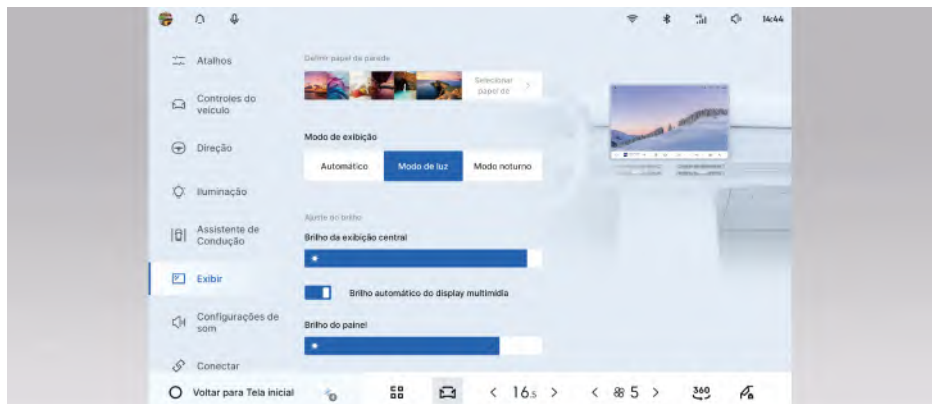 14:44
Atalhos
Controles do
veículo
Direção
Iluminação
Assistente de
Condução
Exibir
Configurações de
som
Conectar
Definir papel de parede
Selecionar
papel de
Modo de exibição
Automático
Modo de luz
Modo noturno
Ajuste do brilho
Brilho da exibição central
Brilho automático do display multimídia
Brilho do painel
Voltar para Tela inicial
16.5
5
360